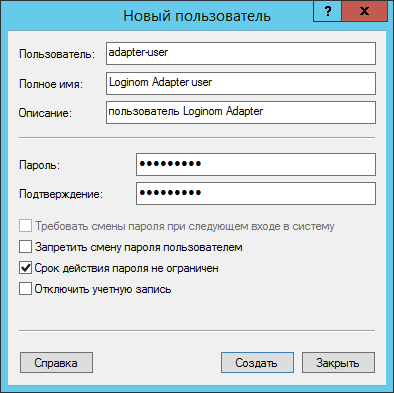 Новый пользователь
?
x
Пользователь: adapter-user
Полное имя: Loginom Adapter user
Описание: пользователь Loginom Adapter
Пароль: •••••••••
Подтверждение: •••••••••
Требовать смены пароля при следующем входе в систему
Запретить смену пароля пользователем
Срок действия пароля не ограничен
Отключить учетную запись
Справка Создать Закрыть